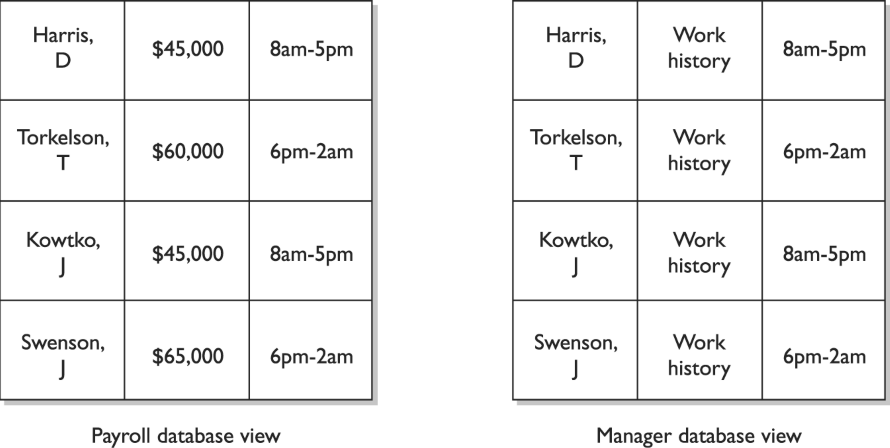 Harris,
D
$45,000
8am-5pm
Torkelson,
T
$60,000
6pm-2am
Kowtko,
J
$45,000
8am-5pm
Swenson,
J
$65,000
6pm-2am
Payroll database view
Harris,
D
Work
history
8am-5pm
Torkelson,
T
Work
history
6pm-2am
Kowtko,
J
Work
history
8am-5pm
Swenson,
J
Work
history
6pm-2am
Manager database view